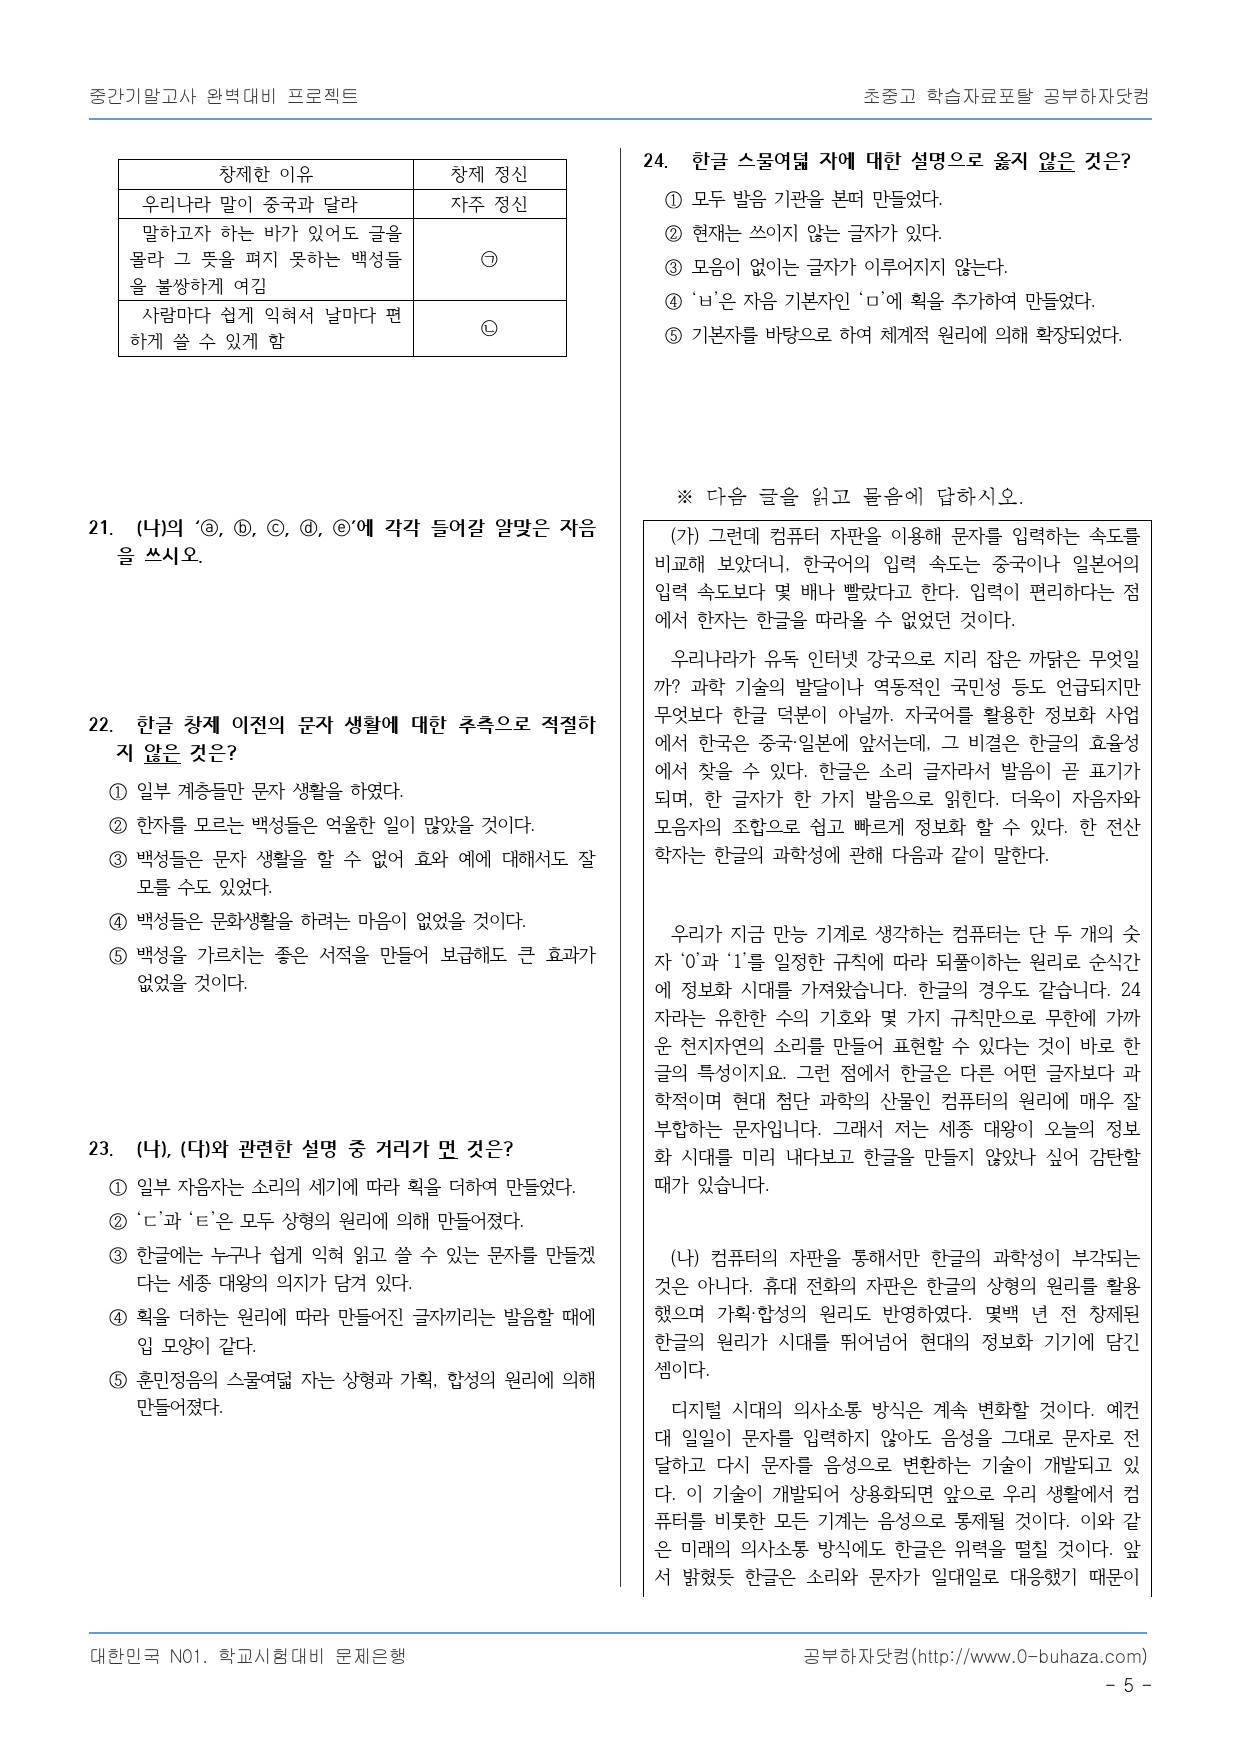 중간기말고사 완벽대비 프로젝트
초중고 학습자료포탈 공부하자닷컴
창제한 이유
창제 정신
우리나라 말이 중국과 달라
자주 정신
말하고자 하는 바가 있어도 글을
몰라 그 뜻을 펴지 못하는 백성들
을 불쌍하게 여김
㉠
사람마다 쉽게 익혀서 날마다 편
하게 쓸 수 있게 함
㉡
21. (나)의 ‘ⓐ, ⓑ, ⓒ, ⓓ, ⓔ’에 각각 들어갈 알맞은 자음
을 쓰시오.
22. 한글 창제 이전의 문자 생활에 대한 추측으로 적절하
지 않은 것은?
① 일부 계층들만 문자 생활을 하였다.
② 한자를 모르는 백성들은 억울한 일이 많았을 것이다.
③ 백성들은 문자 생활을 할 수 없어 효와 예에 대해서도 잘
모를 수도 있었다.
④ 백성들은 문화생활을 하려는 마음이 없었을 것이다.
⑤ 백성을 가르치는 좋은 서적을 만들어 보급해도 큰 효과가
없었을 것이다.
23. (나), (다)와 관련한 설명 중 거리가 먼 것은?
① 일부 자음자는 소리의 세기에 따라 획을 더하여 만들었다.
② ‘ㄷ’과 ‘ㅌ’은 모두 상형의 원리에 의해 만들어졌다.
③ 한글에는 누구나 쉽게 익혀 읽고 쓸 수 있는 문자를 만들겠
다는 세종 대왕의 의지가 담겨 있다.
④ 획을 더하는 원리에 따라 만들어진 글자끼리는 발음할 때에
입 모양이 같다.
⑤ 훈민정음의 스물여덟 자는 상형과 가획, 합성의 원리에 의해
만들어졌다.
24. 한글 스물여덟 자에 대한 설명으로 옳지 않은 것은?
① 모두 발음 기관을 본떠 만들었다.
② 현재는 쓰이지 않는 글자가 있다.
③ 모음이 없이는 글자가 이루어지지 않는다.
④ ‘ㅂ’은 자음 기본자인 ‘ㅁ’에 획을 추가하여 만들었다.
⑤ 기본자를 바탕으로 하여 체계적 원리에 의해 확장되었다.
※ 다음 글을 읽고 물음에 답하시오.
(가) 그런데 컴퓨터 자판을 이용해 문자를 입력하는 속도를
비교해 보았더니, 한국어의 입력 속도는 중국이나 일본어의
입력 속도보다 몇 배나 빨랐다고 한다. 입력이 편리하다는 점
에서 한자는 한글을 따라올 수 없었던 것이다.
우리나라가 유독 인터넷 강국으로 지리 잡은 까닭은 무엇일
까? 과학 기술의 발달이나 역동적인 국민성 등도 언급되지만
무엇보다 한글 덕분이 아닐까. 자국어를 활용한 정보화 사업
에서 한국은 중국·일본에 앞서는데, 그 비결은 한글의 효율성
에서 찾을 수 있다. 한글은 소리 글자라서 발음이 곧 표기가
되며, 한 글자가 한 가지 발음으로 읽힌다. 더욱이 자음자와
모음자의 조합으로 쉽고 빠르게 정보화 할 수 있다. 한 전산
학자는 한글의 과학성에 관해 다음과 같이 말한다.
우리가 지금 만능 기계로 생각하는 컴퓨터는 단 두 개의 숫
자 ‘0’과 ‘1’를 일정한 규칙에 따라 되풀이하는 원리로 순식간
에 정보화 시대를 가져왔습니다. 한글의 경우도 같습니다. 24
자라는 유한한 수의 기호와 몇 가지 규칙만으로 무한에 가까
운 천지자연의 소리를 만들어 표현할 수 있다는 것이 바로 한
글의 특성이지요. 그런 점에서 한글은 다른 어떤 글자보다 과
학적이며 현대 첨단 과학의 산물인 컴퓨터의 원리에 매우 잘
부합하는 문자입니다. 그래서 저는 세종 대왕이 오늘의 정보
화 시대를 미리 내다보고 한글을 만들지 않았나 싶어 감탄할
때가 있습니다.
(나) 컴퓨터의 자판을 통해서만 한글의 과학성이 부각되는
것은 아니다. 휴대 전화의 자판은 한글의 상형의 원리를 활용
했으며 가획·합성의 원리도 반영하였다. 몇백 년 전 창제된
한글의 원리가 시대를 뛰어넘어 현대의 정보화 기기에 담긴
셈이다.
디지털 시대의 의사소통 방식은 계속 변화할 것이다. 예컨
대 일일이 문자를 입력하지 않아도 음성을 그대로 문자로 전
달하고 다시 문자를 음성으로 변환하는 기술이 개발되고 있
다. 이 기술이 개발되어 상용화되면 앞으로 우리 생활에서 컴
퓨터를 비롯한 모든 기계는 음성으로 통제될 것이다. 이와 같
은 미래의 의사소통 방식에도 한글은 위력을 떨칠 것이다. 앞
서 밝혔듯 한글은 소리와 문자가 일대일로 대응했기 때문이
대한민국 N01. 학교시험대비 문제은행
공부하자닷컴(http://www.0-buhaza.com)
- 5 -